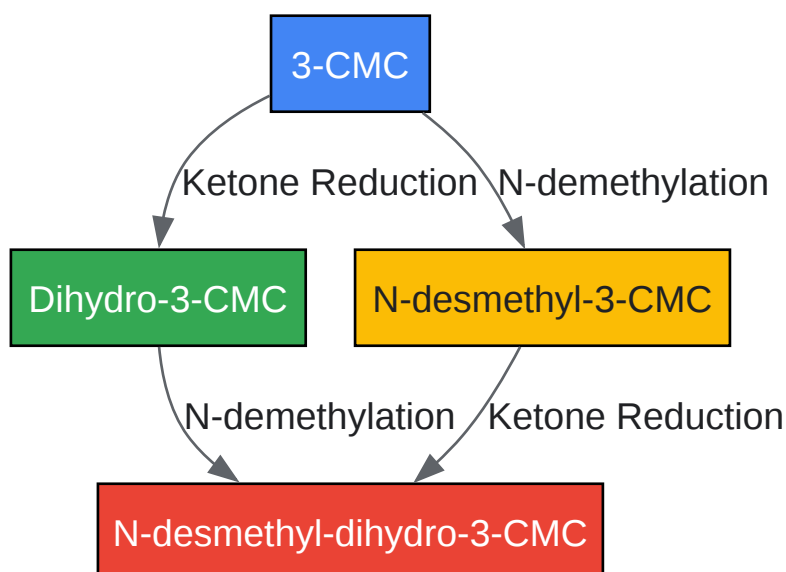 3-CMC
Ketone Reduction
N-demethylation
Dihydro-3-CMC
N-desmethyl-3-CMC
N-demethylation
Ketone Reduction
N-desmethyl-dihydro-3-CMC